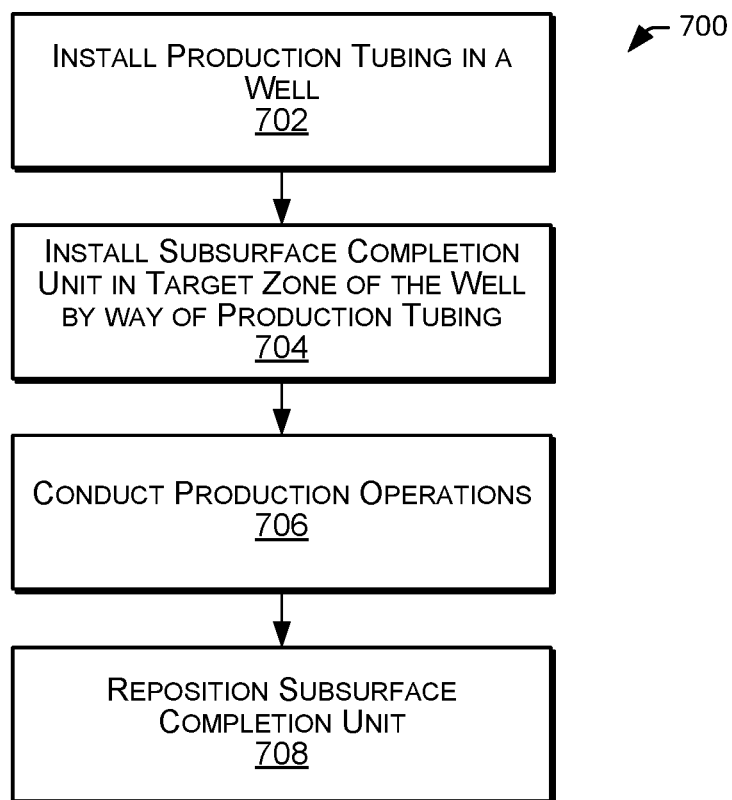 700
INSTALL PRODUCTION TUBING IN A
WELL
702
INSTALL SUBSURFACE COMPLETION
UNIT IN TARGET ZONE OF THE WELL
BY WAY OF PRODUCTION TUBING
704
CONDUCT PRODUCTION OPERATIONS
706
REPOSITION SUBSURFACE
COMPLETION UNIT
708